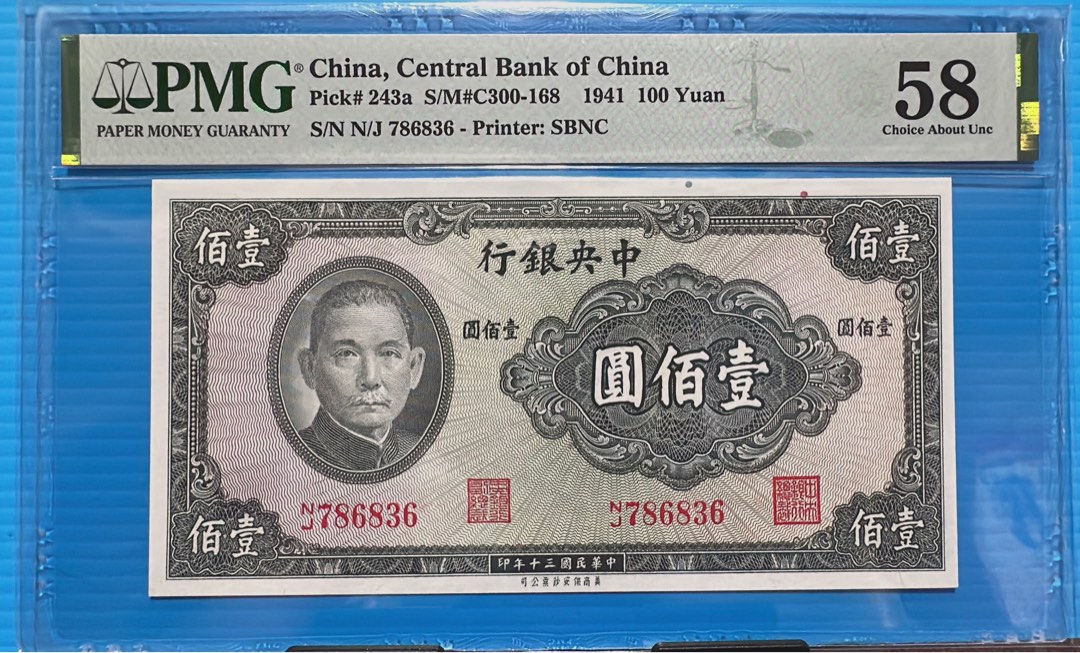 PMG® China, Central Bank of China
Pick# 243a S/M#C300-168 1941 100 Yuan
PAPER MONEY GUARANTY
S/N N/J 786836 - Printer: SBNC
58
Choice About Unc
壹佰
壹佰
中央銀行
壹佰圓
壹佰圓
壹佰圓
N/J 786836
N/J 786836
壹佰
壹佰
中華民國三十年印
美商保安鈔票公司